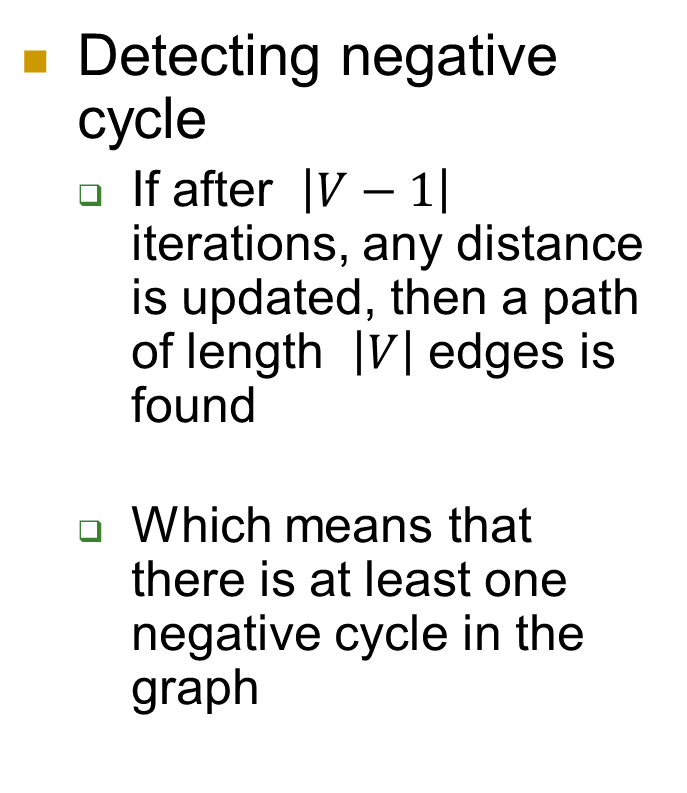 Detecting negative
cycle
If after |V − 1|
iterations, any distance
is updated, then a path
of length |V| edges is
found
Which means that
there is at least one
negative cycle in the
graph